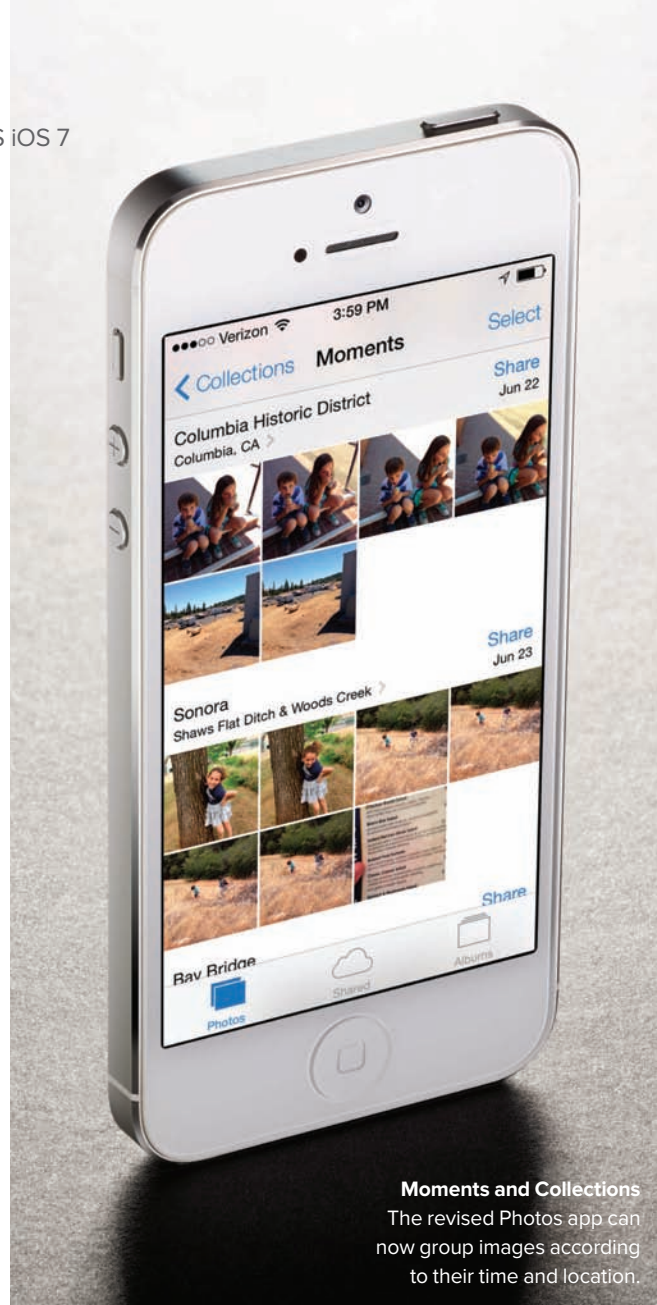 iOS 7
Verizon
3:59 PM
Collections
Moments
Select
Columbia Historic District
Share
Columbia, CA
Jun 22
Share
Sonora
Jun 23
Shaws Flat Ditch & Woods Creek
Share
Bay Bridge
Photos
Shared
Albums
Moments and Collections
The revised Photos app can
now group images according
to their time and location.